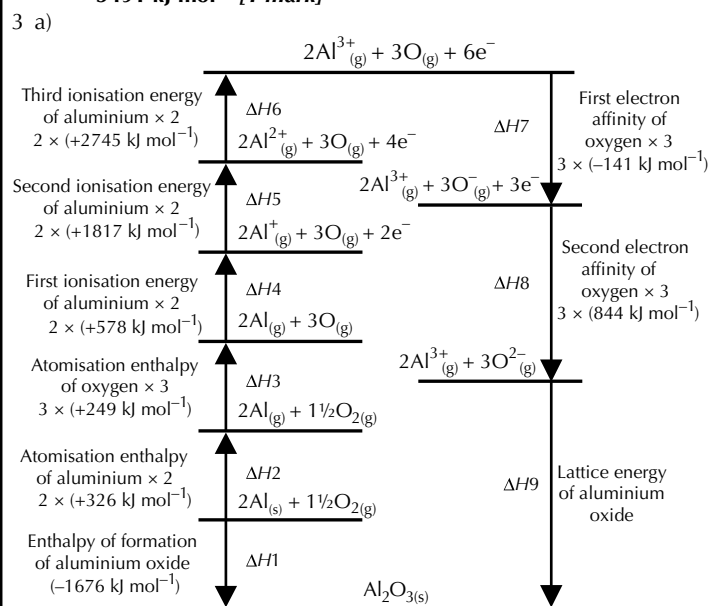 3 a)
2Al³⁺(g) + 3O(g) + 6e⁻
Third ionisation energy
of aluminium × 2
2 × (+2745 kJ mol⁻¹)
ΔH6
2Al²⁺(g) + 3O(g) + 4e⁻
ΔH7
First electron
affinity of
oxygen × 3
3 × (–141 kJ mol⁻¹)
2Al³⁺(g) + 3O⁻(g) + 3e⁻
Second ionisation energy
of aluminium × 2
2 × (+1817 kJ mol⁻¹)
ΔH5
2Al⁺(g) + 3O(g) + 2e⁻
Second electron
affinity of
oxygen × 3
3 × (844 kJ mol⁻¹)
ΔH8
First ionisation energy
of aluminium × 2
2 × (+578 kJ mol⁻¹)
ΔH4
2Al(g) + 3O(g)
2Al³⁺(g) + 3O²⁻(g)
Atomisation enthalpy
of oxygen × 3
3 × (+249 kJ mol⁻¹)
ΔH3
2Al(g) + 1½O2(g)
Atomisation enthalpy
of aluminium × 2
2 × (+326 kJ mol⁻¹)
ΔH2
2Al(s) + 1½O2(g)
ΔH9
Lattice energy
of aluminium
oxide
Enthalpy of formation
of aluminium oxide
(–1676 kJ mol⁻¹)
ΔH1
Al2O3(s)